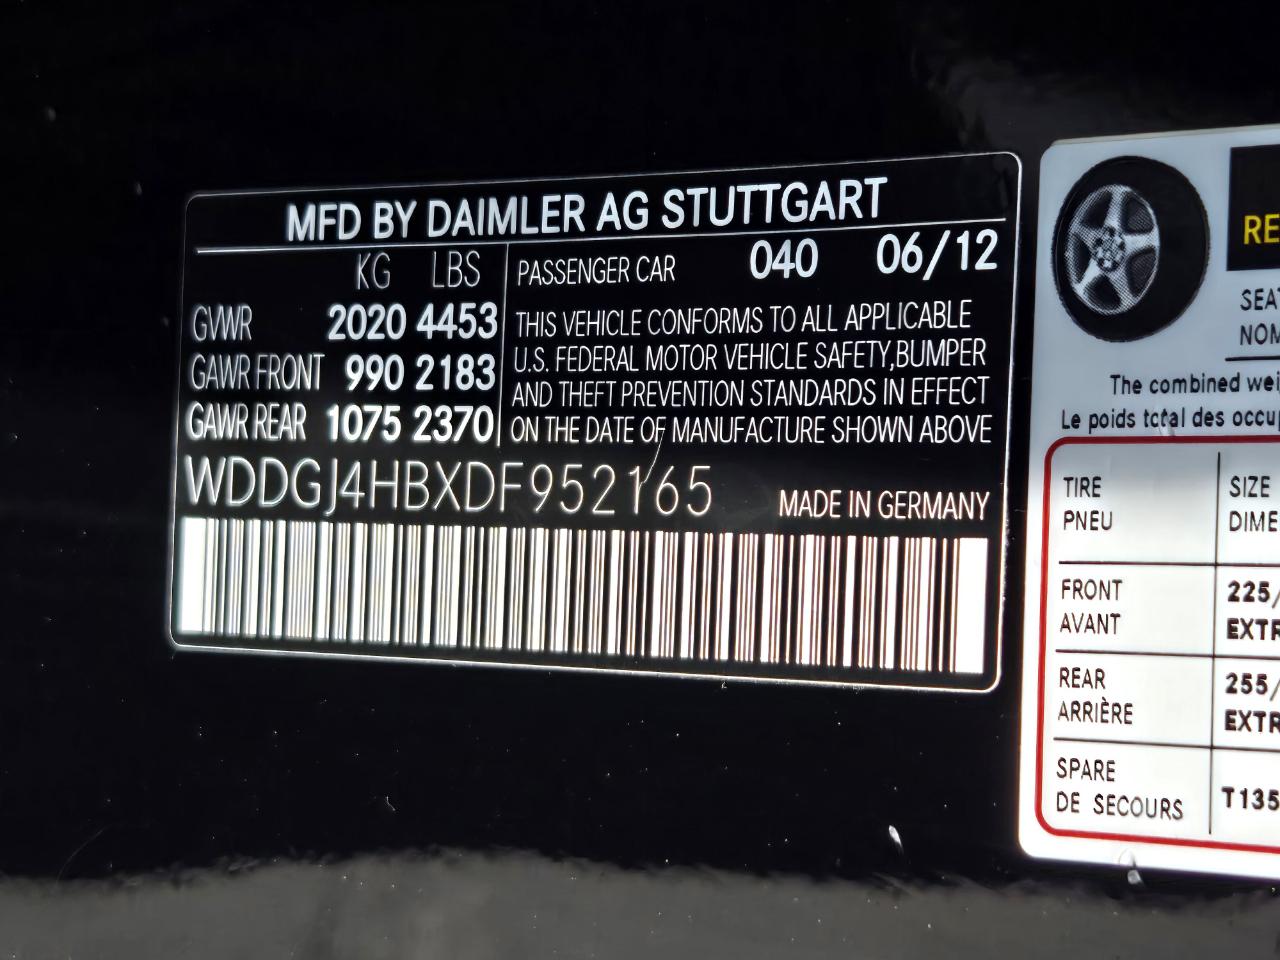 MFD BY DAIMLER AG STUTTGART
KG LBS
GVWR 2020 4453
GAWR FRONT 990 2183
GAWR REAR 1075 2370
PASSENGER CAR 040 06/12
THIS VEHICLE CONFORMS TO ALL APPLICABLE
U.S. FEDERAL MOTOR VEHICLE SAFETY,BUMPER
AND THEFT PREVENTION STANDARDS IN EFFECT
ON THE DATE OF MANUFACTURE SHOWN ABOVE
WDDGJ4HBXDF952165 MADE IN GERMANY
The combined
Le poids total des
TIRE SIZE
PNEU
FRONT 225/
AVANT
REAR 255/
ARRIÈRE
SPARE
DE SECOURS T135